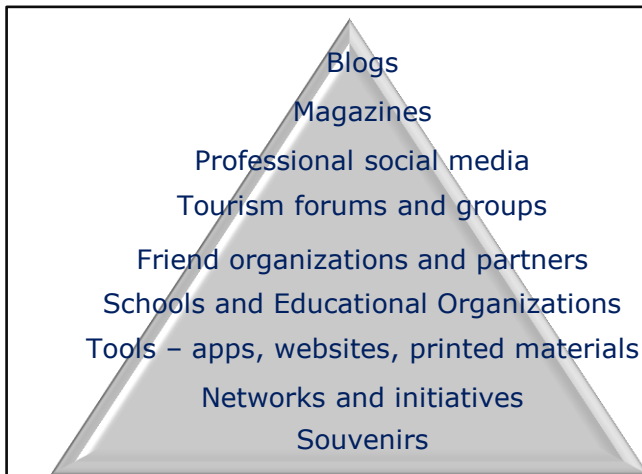 Blogs
Magazines
Professional social media
Tourism forums and groups
Friend organizations and partners
Schools and Educational Organizations
Tools – apps, websites, printed materials
Networks and initiatives
Souvenirs